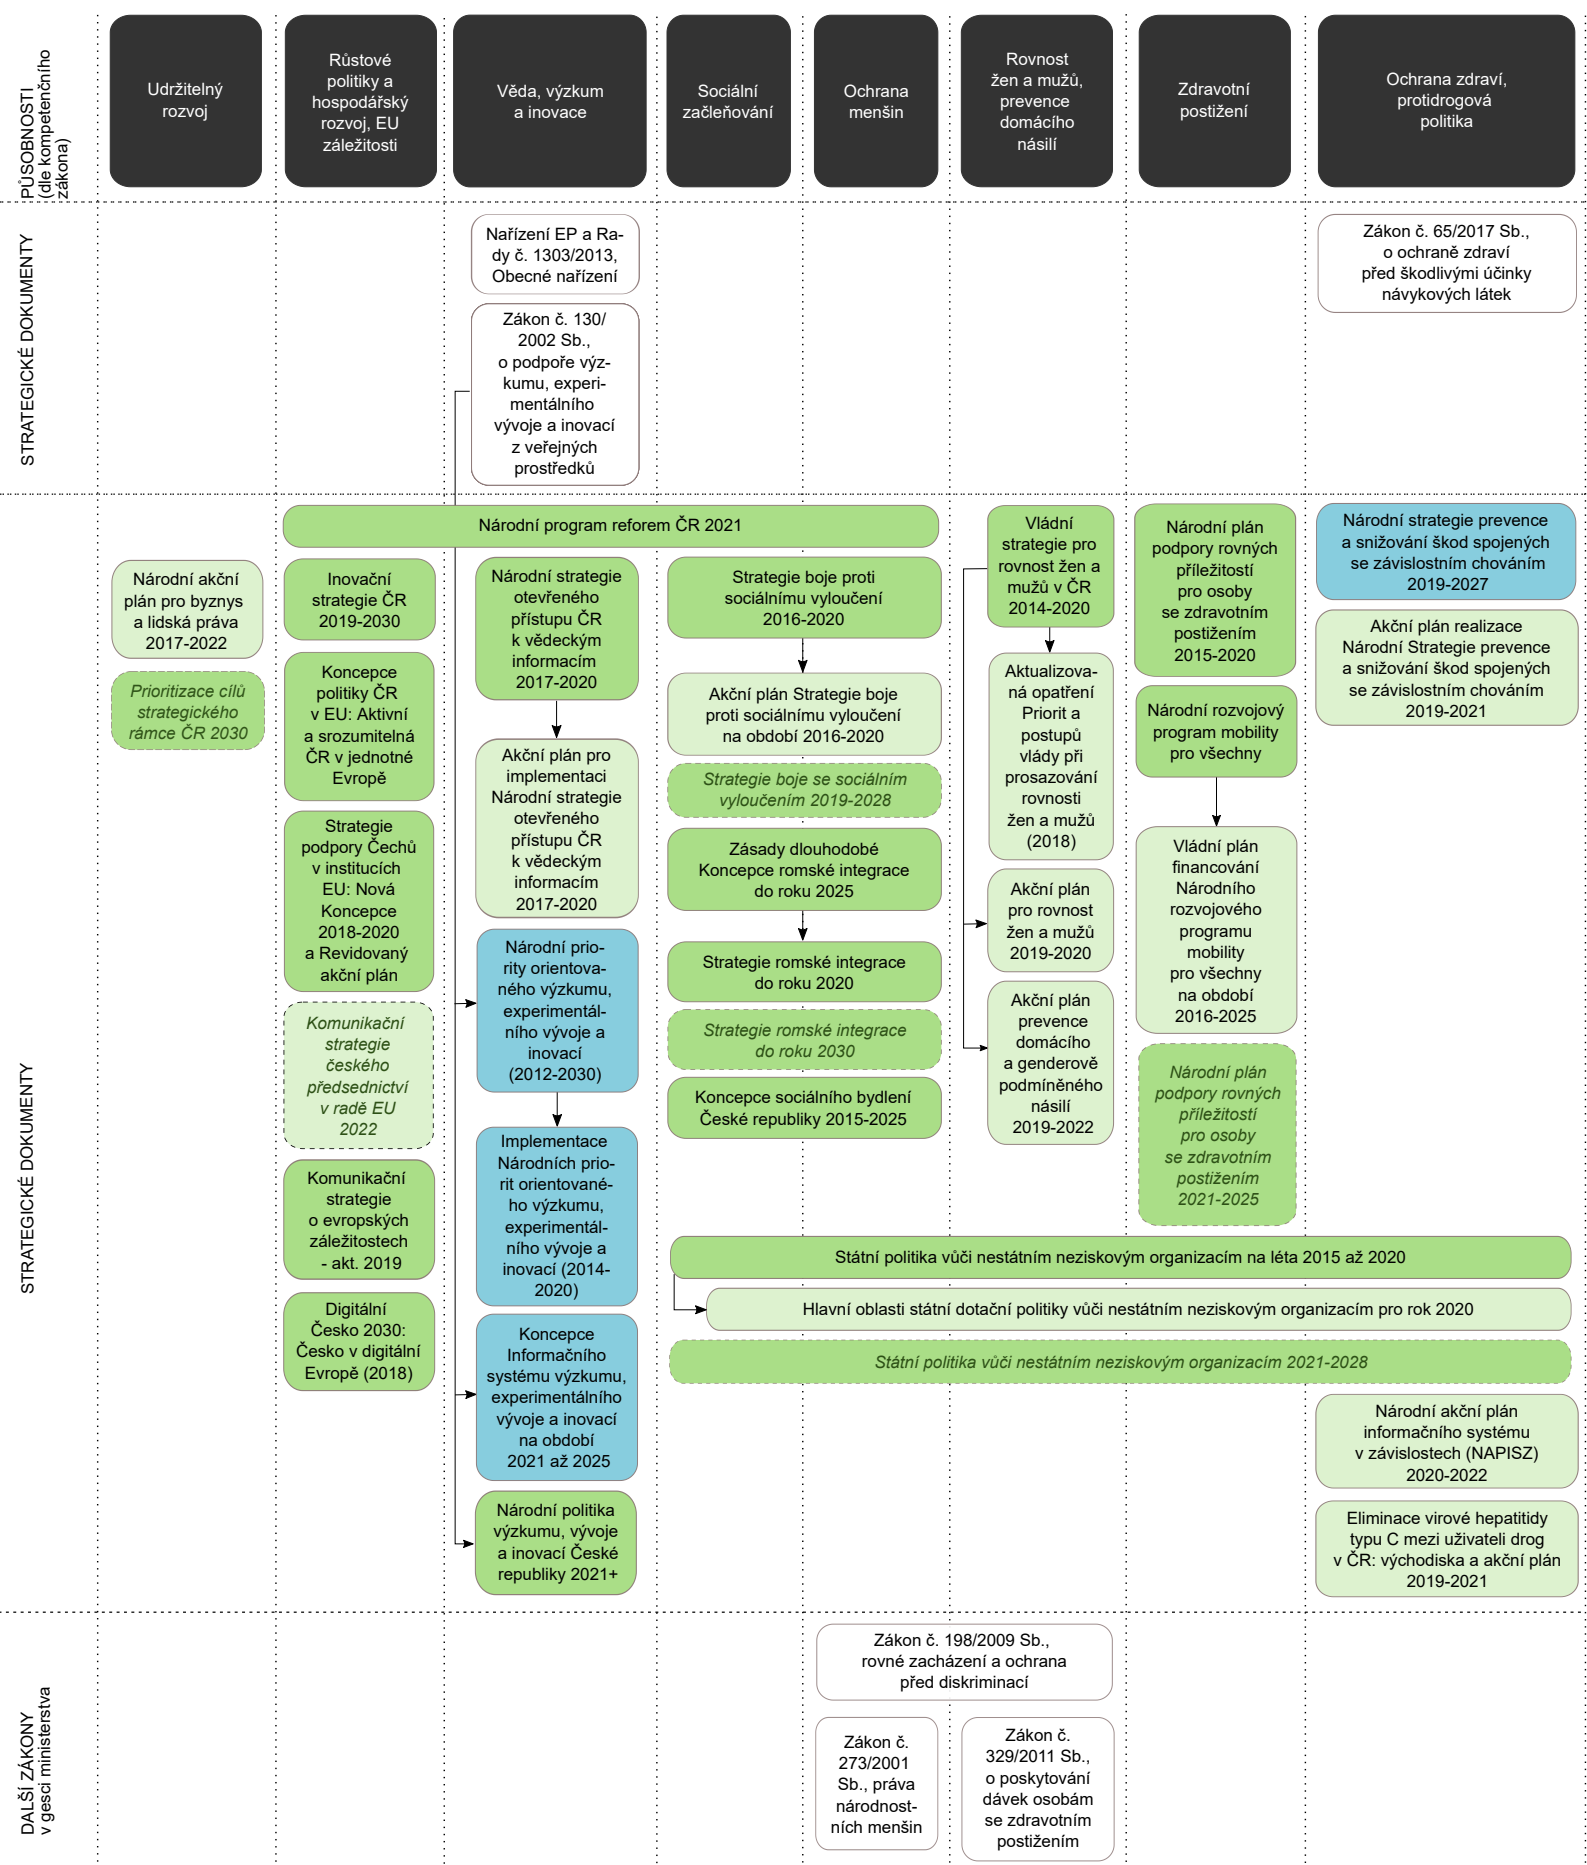 PŮSOBNOSTI
(dle kompetenčního
zákona)
Udržitelný
rozvoj
Růstové
politiky a
hospodářský
rozvoj, EU
záležitosti
Věda, výzkum
a inovace
Sociální
začleňování
Ochrana
menšin
Rovnost
žen a mužů,
prevence
domácího
násilí
Zdravotní
postižení
Ochrana zdraví,
protidrogová
politika
STRATEGICKÉ DOKUMENTY
Nařízení EP a Ra-
dy č. 1303/2013,
Obecné nařízení
Zákon č. 130/
2002 Sb.,
o podpoře výz-
kumu, experi-
mentálního
vývoje a inovací
z veřejných
prostředků
Zákon č. 65/2017 Sb.,
o ochraně zdraví
před škodlivými účinky
návykových látek
STRATEGICKÉ DOKUMENTY
Národní program reforem ČR 2021
Národní akční
plán pro byznys
a lidská práva
2017-2022
Prioritizace cílů
strategického
rámce ČR 2030
Inovační
strategie ČR
2019-2030
Koncepce
politiky ČR
v EU: Aktivní
a srozumitelná
ČR v jednotné
Evropě
Strategie
podpory Čechů
v institucích
EU: Nová
Koncepce
2018-2020
a Revidovaný
akční plán
Komunikační
strategie
českého
předsednictví
v radě EU
2022
Komunikační
strategie
o evropských
záležitostech
- akt. 2019
Digitální
Česko 2030:
Česko v digitální
Evropě (2018)
Národní strategie
otevřeného
přístupu ČR
k vědeckým
informacím
2017-2020
Akční plán pro
implementaci
Národní strategie
otevřeného
přístupu ČR
k vědeckým
informacím
2017-2020
Národní prio-
rity orientova-
ného výzkumu,
experimentál-
ního vývoje a
inovací
(2012-2030)
Implementace
Národních prio-
rit orientované-
ho výzkumu,
experimentál-
ního vývoje a
inovací (2014-
2020)
Koncepce
Informačního
systému výzkumu,
experimentálního
vývoje a inovací
na období
2021 až 2025
Národní politika
výzkumu, vývoje
a inovací České
republiky 2021+
Strategie boje proti
sociálnímu vyloučení
2016-2020
Akční plán Strategie boje
proti sociálnímu vyloučení
na období 2016-2020
Strategie boje se sociálním
vyloučením 2019-2028
Zásady dlouhodobé
Koncepce romské integrace
do roku 2025
Strategie romské integrace
do roku 2020
Strategie romské integrace
do roku 2030
Koncepce sociálního bydlení
České republiky 2015-2025
Vládní
strategie pro
rovnost žen a
mužů v ČR
2014-2020
Aktualizova-
ná opatření
Priorit a
postupů
vlády při
prosazování
rovnosti
žen a mužů
(2018)
Akční plán
pro rovnost
žen a mužů
2019-2020
Akční plán
prevence
domácího
a genderově
podmíněného
násilí
2019-2022
Národní plán
podpory rovných
příležitostí
pro osoby
se zdravotním
postižením
2015-2020
Národní rozvojový
program mobility
pro všechny
Vládní plán
financování
Národního
rozvojového
programu
mobility
pro všechny
na období
2016-2025
Národní plán
podpory rovných
příležitostí
pro osoby
se zdravotním
postižením
2021-2025
Národní strategie prevence
a snižování škod spojených
se závislostním chováním
2019-2027
Akční plán realizace
Národní Strategie prevence
a snižování škod spojených
se závislostním chováním
2019-2021
Státní politika vůči nestátním neziskovým organizacím na léta 2015 až 2020
Hlavní oblasti státní dotační politiky vůči nestátním neziskovým organizacím pro rok 2020
Státní politika vůči nestátním neziskovým organizacím 2021-2028
Národní akční plán
informačního systému
v závislostech (NAPISZ)
2020-2022
Eliminace virové hepatitidy
typu C mezi uživateli drog
v ČR: východiska a akční plán
2019-2021
DALŠÍ ZÁKONY
v gesci ministerstva
Zákon č. 198/2009 Sb.,
rovné zacházení a ochrana
před diskriminací
Zákon č.
273/2001
Sb., práva
národnost-
ních menšin
Zákon č.
329/2011 Sb.,
o poskytování
dávek osobám
se zdravotním
postižením